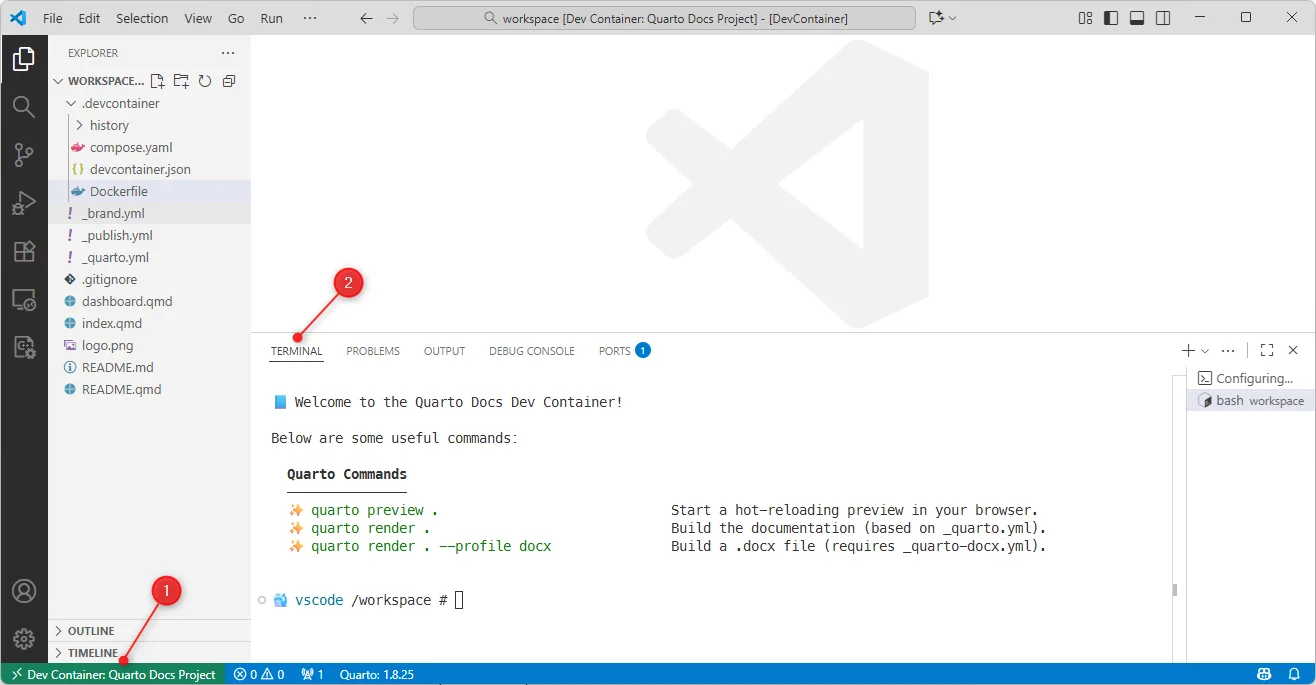 File Edit Selection View Go Run ···
workspace [Dev Container: Quarto Docs Project] - [DevContainer]
EXPLORER
WORKSPACE...
.devcontainer
history
compose.yaml
{} devcontainer.json
Dockerfile
! _brand.yml
! _publish.yml
! _quarto.yml
.gitignore
dashboard.qmd
index.qmd
logo.png
README.md
README.qmd
OUTLINE
TIMELINE
1
2
TERMINAL PROBLEMS OUTPUT DEBUG CONSOLE PORTS 1
Welcome to the Quarto Docs Dev Container!
Below are some useful commands:
Quarto Commands
quarto preview . Start a hot-reloading preview in your browser.
quarto render . Build the documentation (based on _quarto.yml).
quarto render . --profile docx Build a .docx file (requires _quarto-docx.yml).
vscode /workspace #
Configuring...
bash workspace
Dev Container: Quarto Docs Project 0 0 1 Quarto: 1.8.25